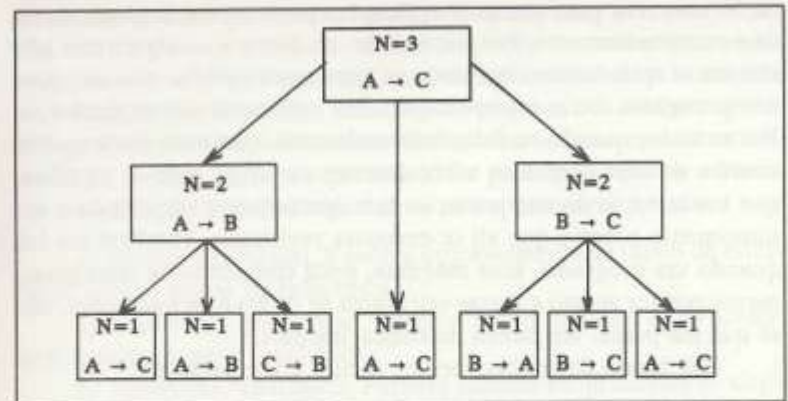 N=3
A → C
N=2
A → B
N=2
B → C
N=1
A → C
N=1
A → B
N=1
C → B
N=1
A → C
N=1
B → A
N=1
B → C
N=1
A → C